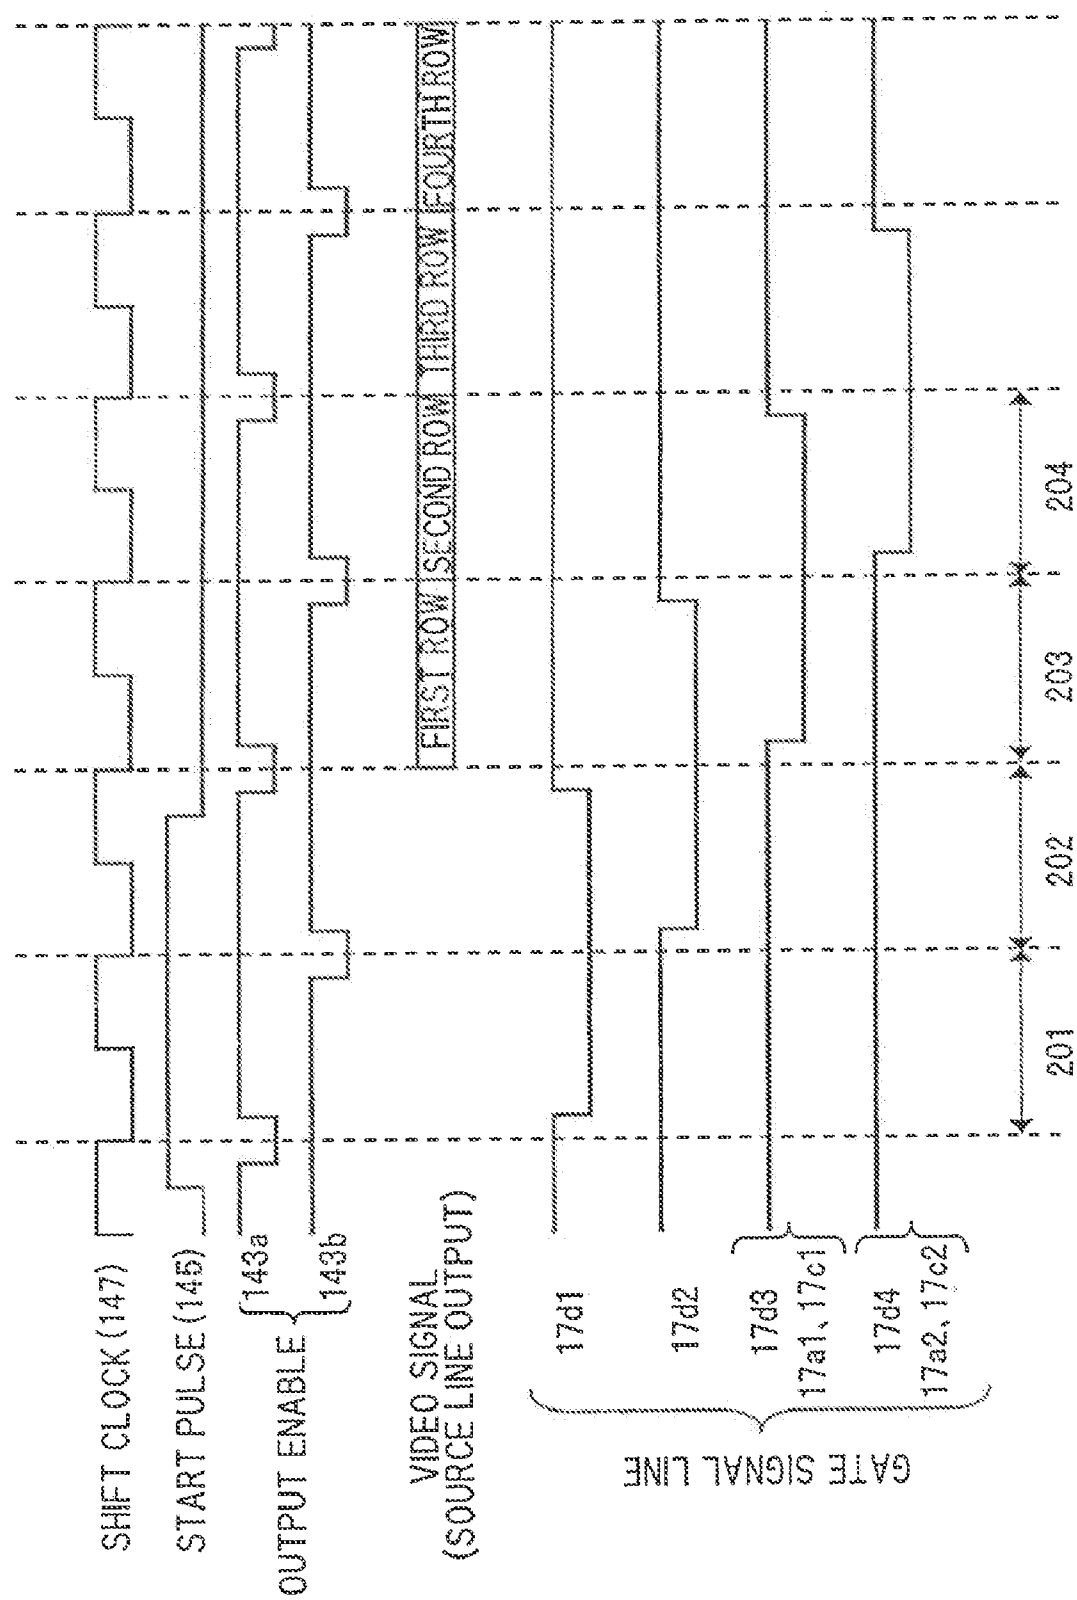 SHIFT CLOCK (147)
START PULSE (145)
OUTPUT ENABLE
143a
143b
VIDEO SIGNAL
(SOURCE LINE OUTPUT)
FIRST ROW SECOND ROW THIRD ROW FOURTH ROW
GATE SIGNAL LINE
17d1
17d2
17d3
17a1、17c1
17d4
17a2、17c2
201 202 203 204